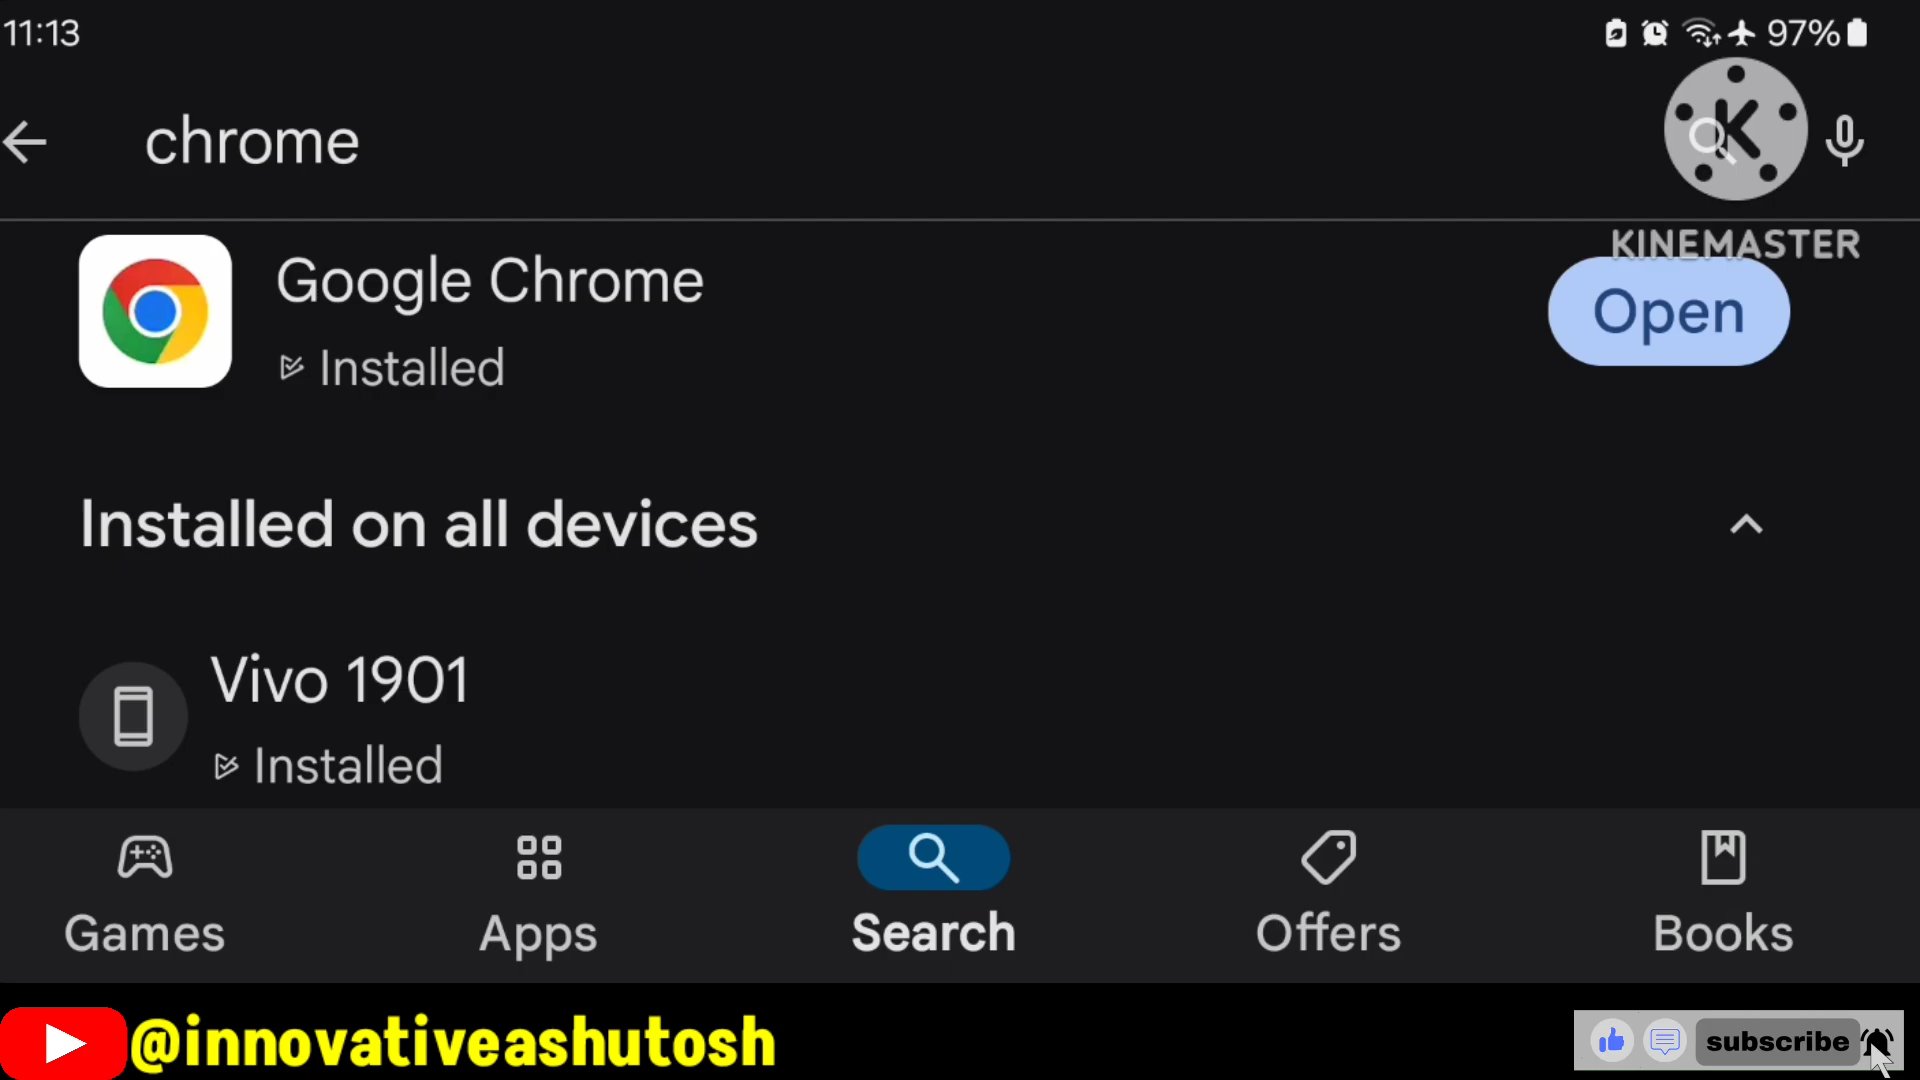 11:13
97%
chrome
K
KINEMASTER
Google Chrome
Installed
Open
Installed on all devices
Vivo 1901
Installed
Games
Apps
Search
Offers
Books
@innovativeashutosh
subscribe